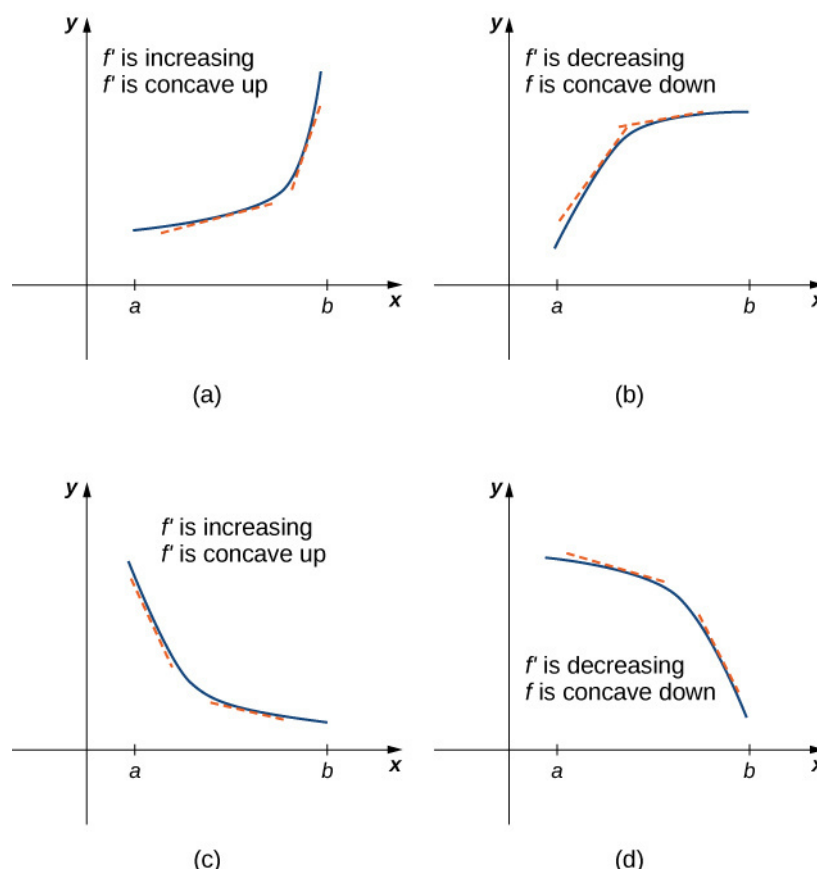 y
f' is increasing
f' is concave up
a
b
x
(a)
y
f' is decreasing
f is concave down
a
b
x
(b)
y
f' is increasing
f' is concave up
a
b
x
(c)
y
f' is decreasing
f is concave down
a
b
x
(d)